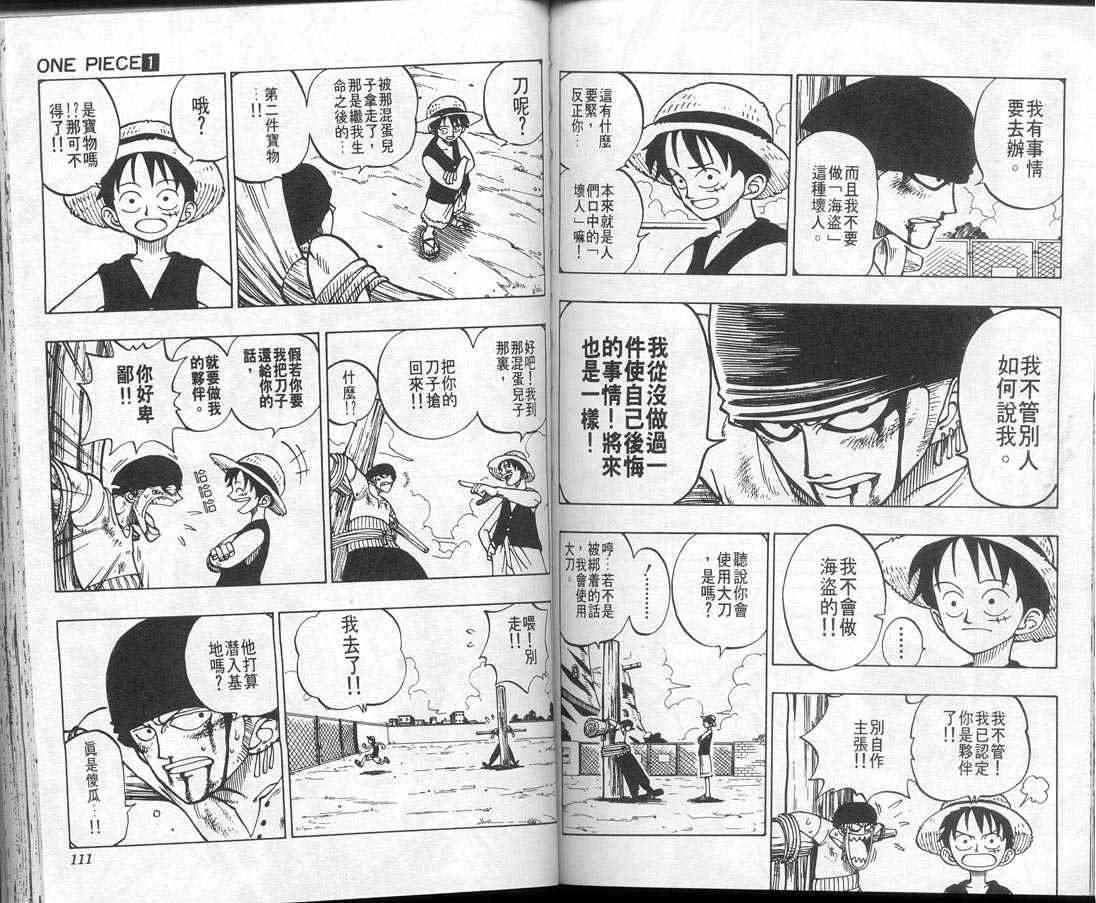 ONE PIECE 1
我有事情
要去辦。
而且我不要
做「海盜」
這種壞人。
這有什麼
要緊，
反正你…
本來就是人
們口中的「
壞人」嘛！
我不管別人
如何說我。
我從沒做過一
件使自己後悔
的事情！將來
也是一樣！
我不會做
海盜的!!
………
聽說你會
使用大刀
，是嗎？
…………！
哼…若不是
被綁着的話
，我會使用
大刀。
我不管！
我已認定
你是夥伴
了!!
別自作
主張!!
刀呢？
被那混蛋兒
子拿走了，
那是繼我生
命之後的…
第二件寶物
…!!
哦？
是寶物嗎
!?那可不
得了!!
好吧！我到
那混蛋兒子
那裏，
把你的
刀子搶
回來!!
什麼!?
假若你要
我把刀子
還給你的
話，
就要做我
的夥伴。
你好卑
鄙!!
哈哈哈
喂！別
走!!
我去了!!
他打算
潛入基
地嗎？
真是傻瓜…!!
111